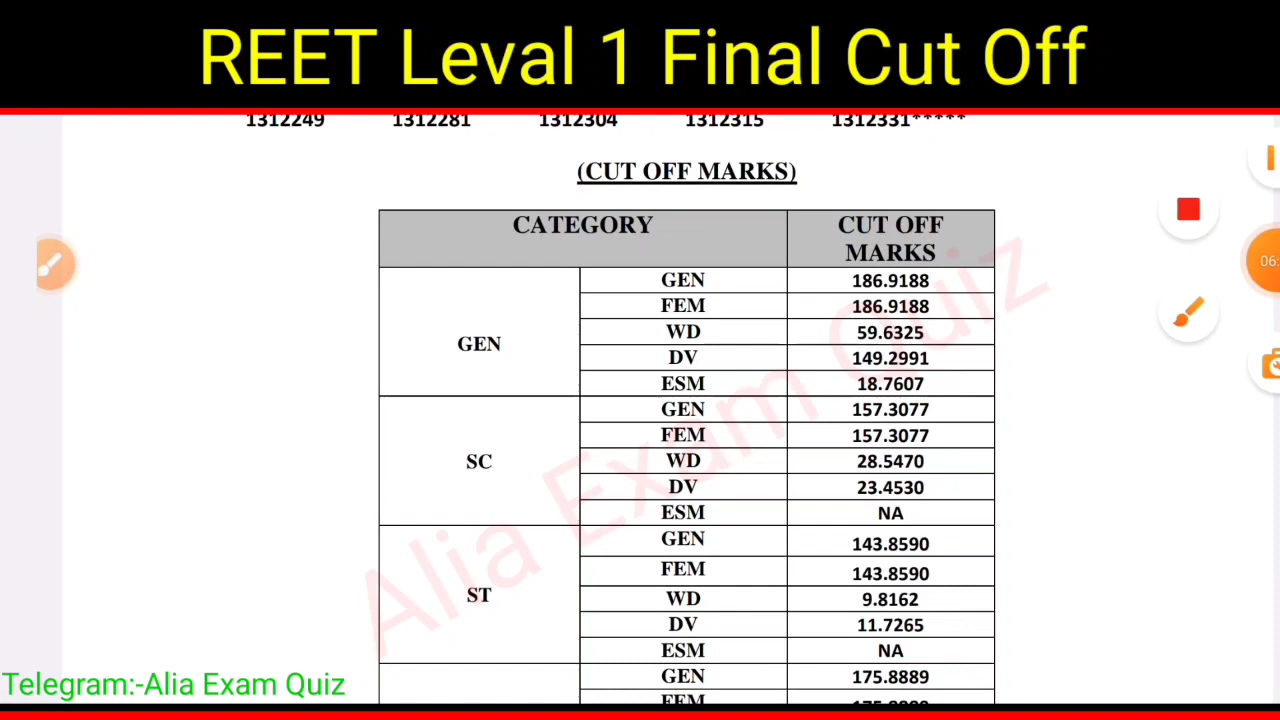 REET Leval 1 Final Cut Off
1312249 1312281 1312304 1312315 1312331*****
(CUT OFF MARKS)
CATEGORY CUT OFF MARKS
GEN
GEN 186.9188
FEM 186.9188
WD 59.6325
DV 149.2991
ESM 18.7607
SC
GEN 157.3077
FEM 157.3077
WD 28.5470
DV 23.4530
ESM NA
ST
GEN 143.8590
FEM 143.8590
WD 9.8162
DV 11.7265
ESM NA
GEN 175.8889
FEM
Alia Exam Quiz
06:
Telegram:-Alia Exam Quiz